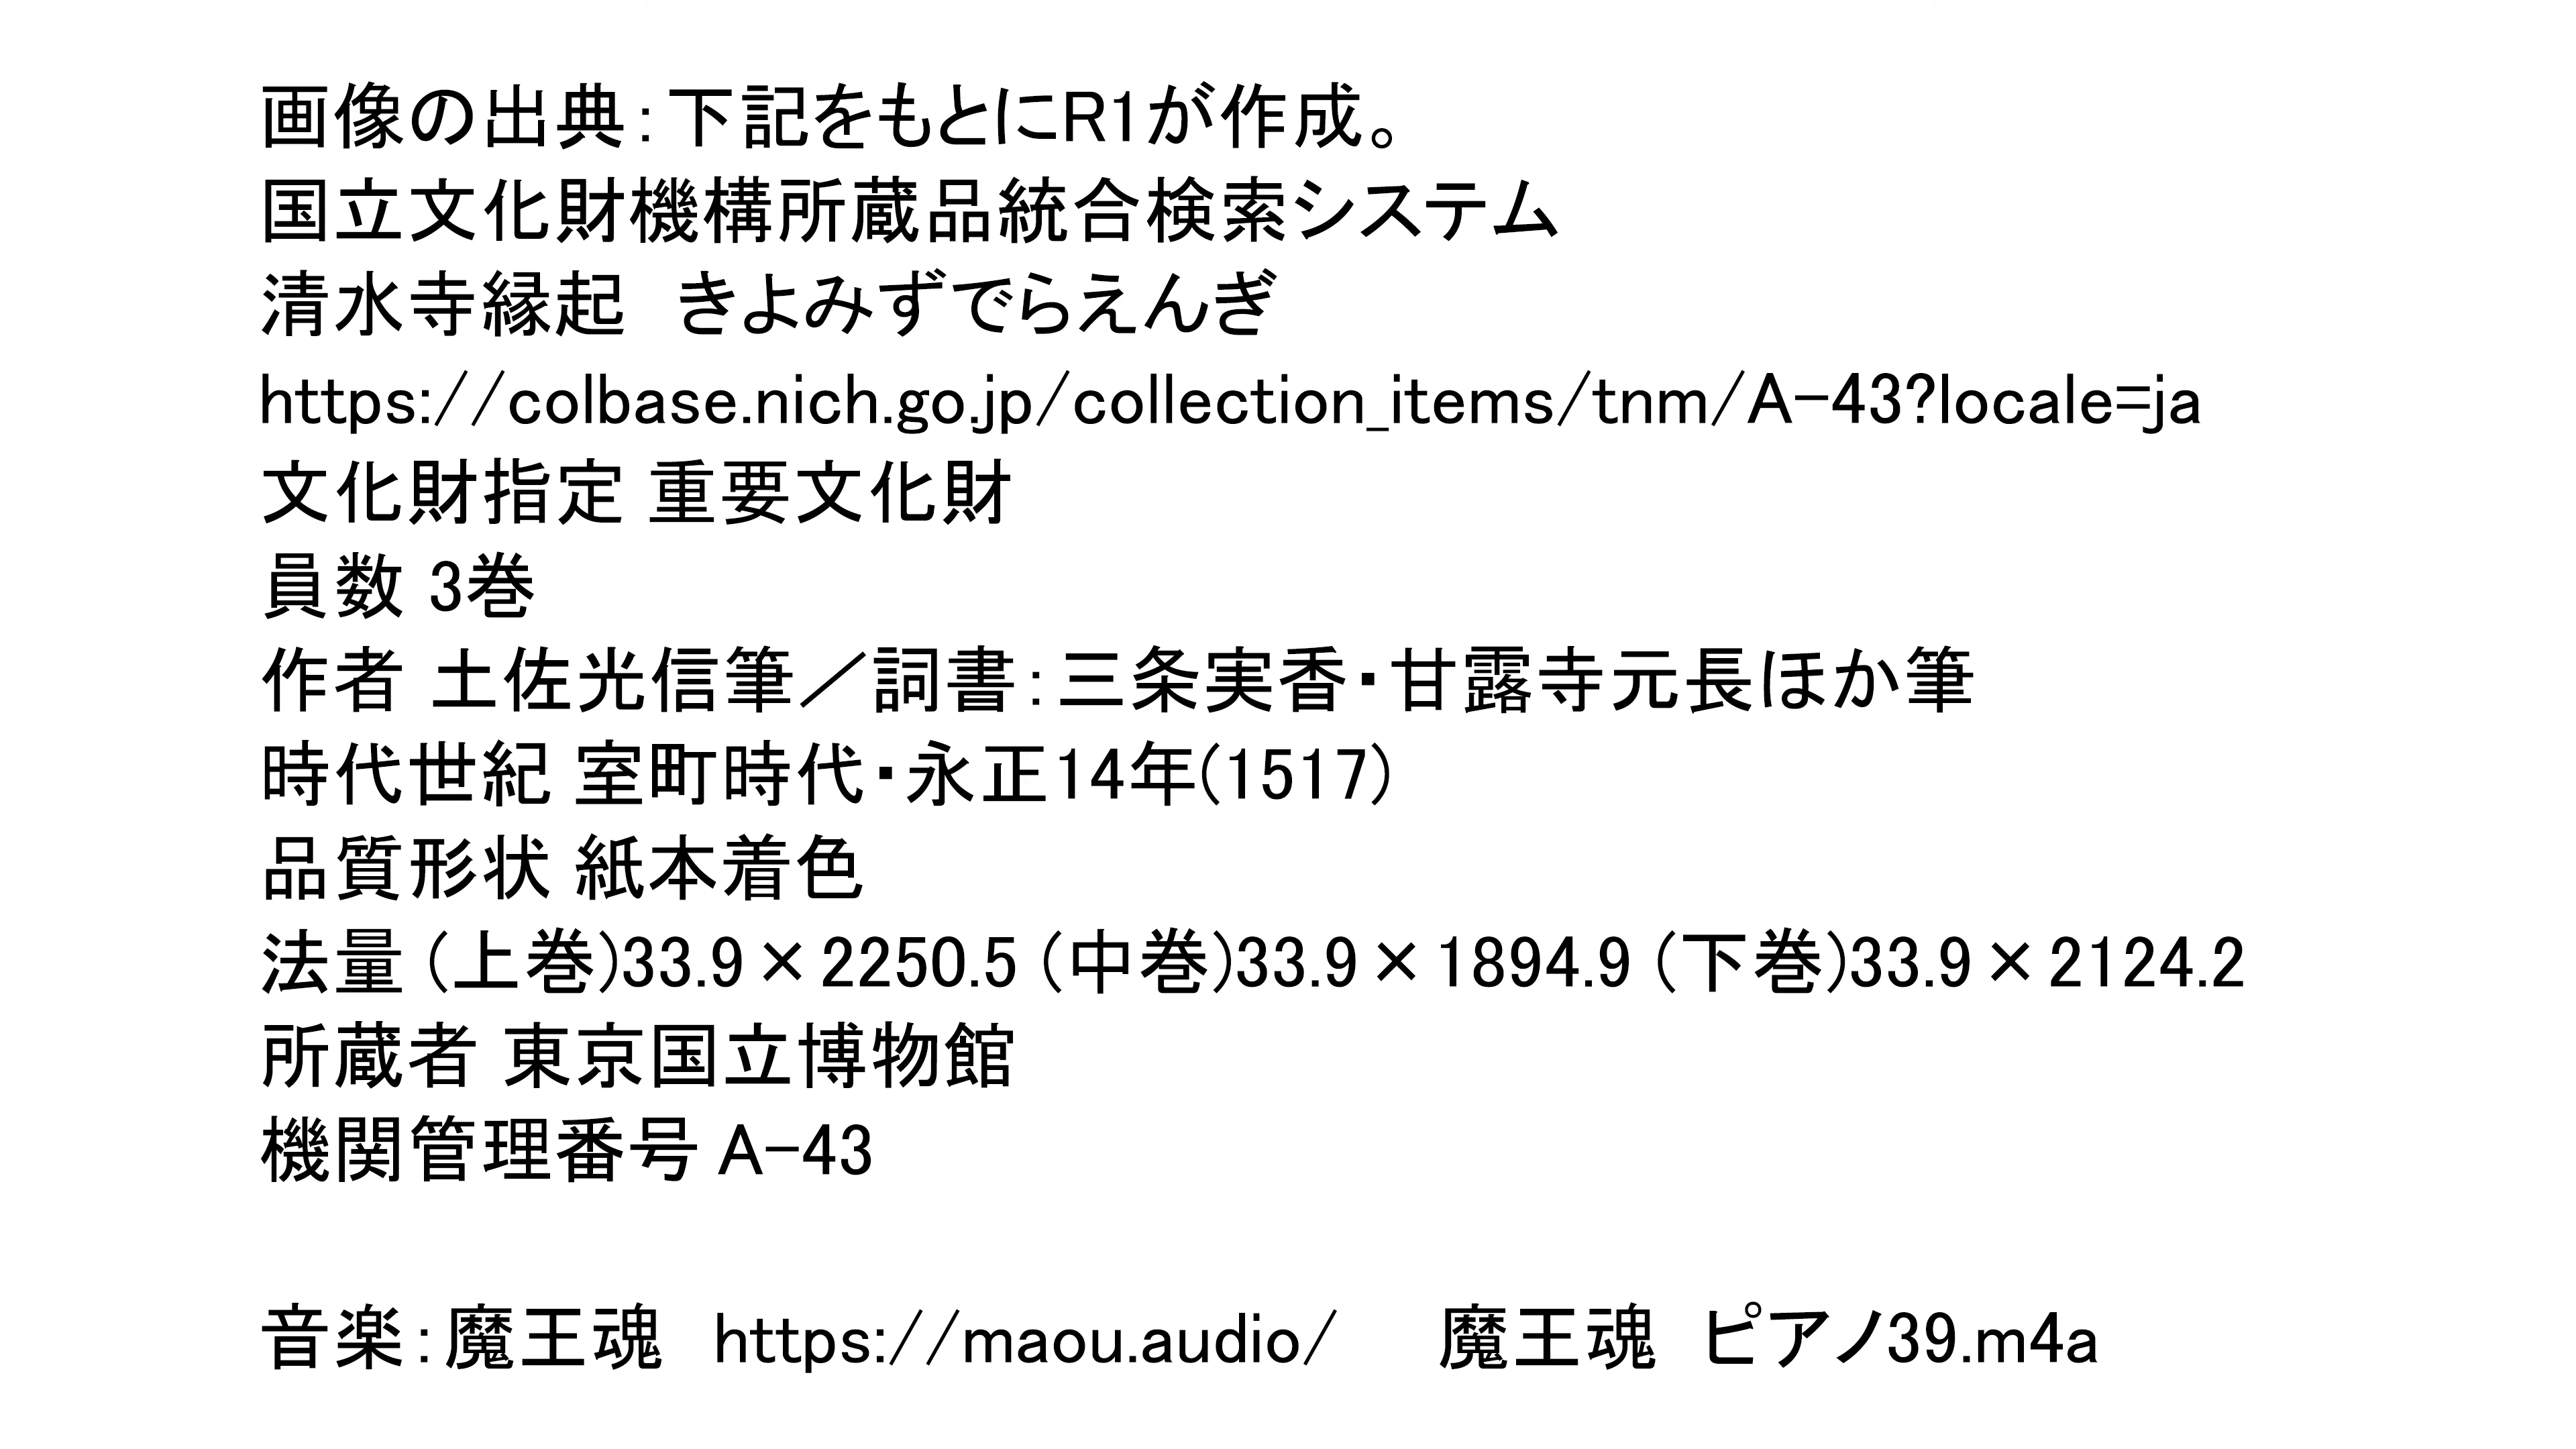 画像の出典：下記をもとにR1が作成。
国立文化財機構所蔵品統合検索システム
清水寺縁起　きよみずでらえんぎ
https://colbase.nich.go.jp/collection_items/tnm/A-43?locale=ja
文化財指定 重要文化財
員数 3巻
作者 土佐光信筆／詞書：三条実香・甘露寺元長ほか筆
時代世紀 室町時代・永正14年(1517)
品質形状 紙本着色
法量 (上巻)33.9×2250.5 (中巻)33.9×1894.9 (下巻)33.9×2124.2
所蔵者 東京国立博物館
機関管理番号 A-43
音楽：魔王魂　https://maou.audio/　　魔王魂　ピアノ39.m4a